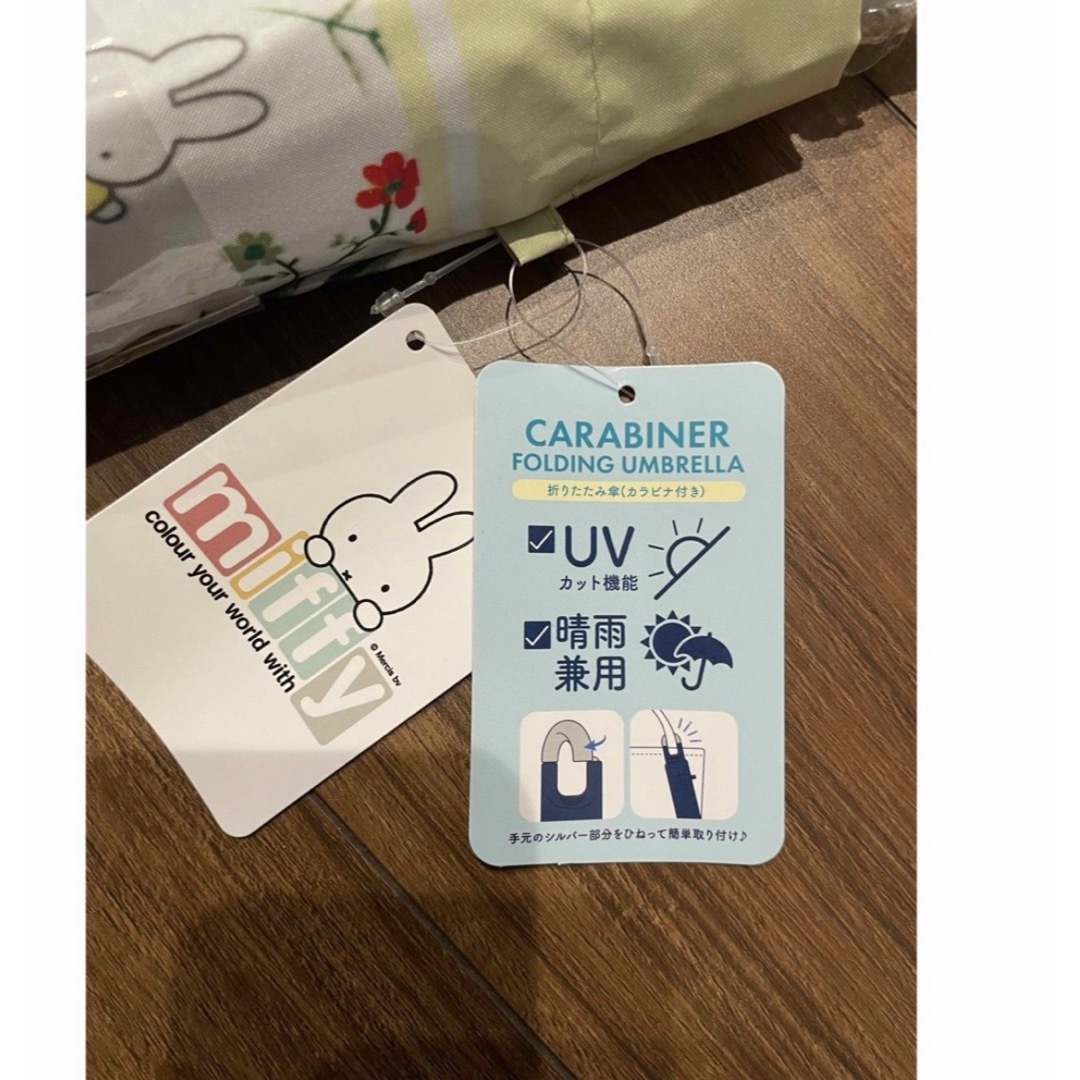 miffy
colour your world with
© Mercis bv
CARABINER
FOLDING UMBRELLA
折りたたみ傘(カラビナ付き)
UV
カット機能
晴雨
兼用
手元のシルバー部分をひねって簡単取り付け♪